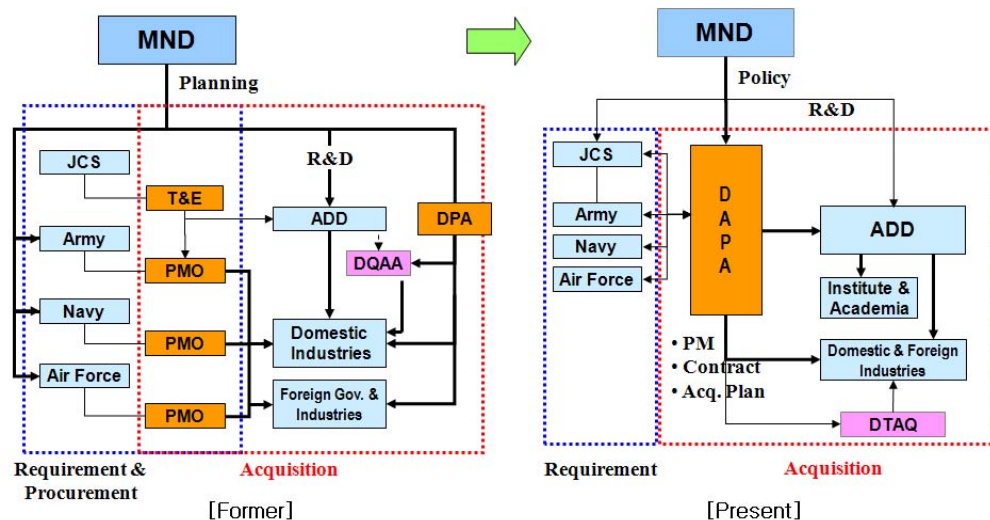 MND
Planning
R&D
JCS
T&E
ADD
DPA
Army
DQAA
PMO
Navy
PMO
Domestic
Industries
Air Force
PMO
Foreign Gov. &
Industries
Requirement &
Procurement
Acquisition
[Former]
MND
Policy
R&D
JCS
D
A
P
A
Army
ADD
Navy
Air Force
Institute &
Academia
• PM
• Contract
• Acq. Plan
Domestic & Foreign
Industries
DTAQ
Requirement
Acquisition
[Present]